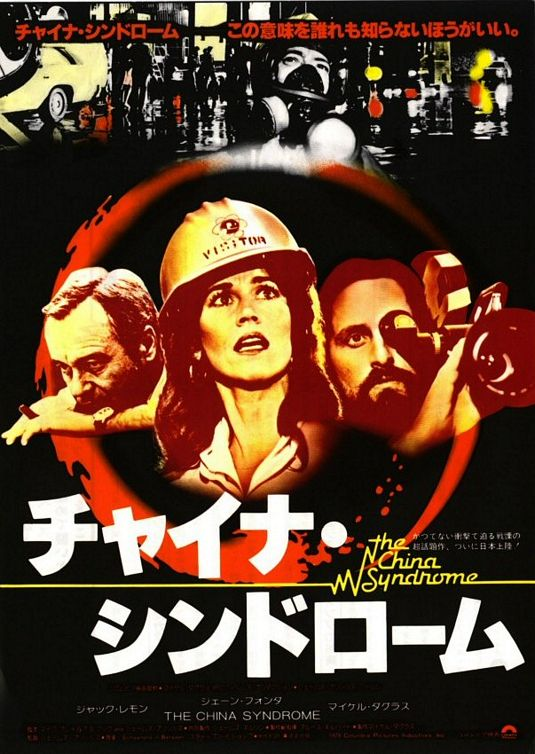 チャイナ・シンドローム この意味を誰れも知らないほうがいい。
VISITOR
チャイナ・
the China Syndrome
かつてない衝撃で迫る戦慄の
超話題作、ついに日本上陸!
シンドローム
ジャック・レモン
ジェーン・フォンダ
マイケル・ダグラス
THE CHINA SYNDROME